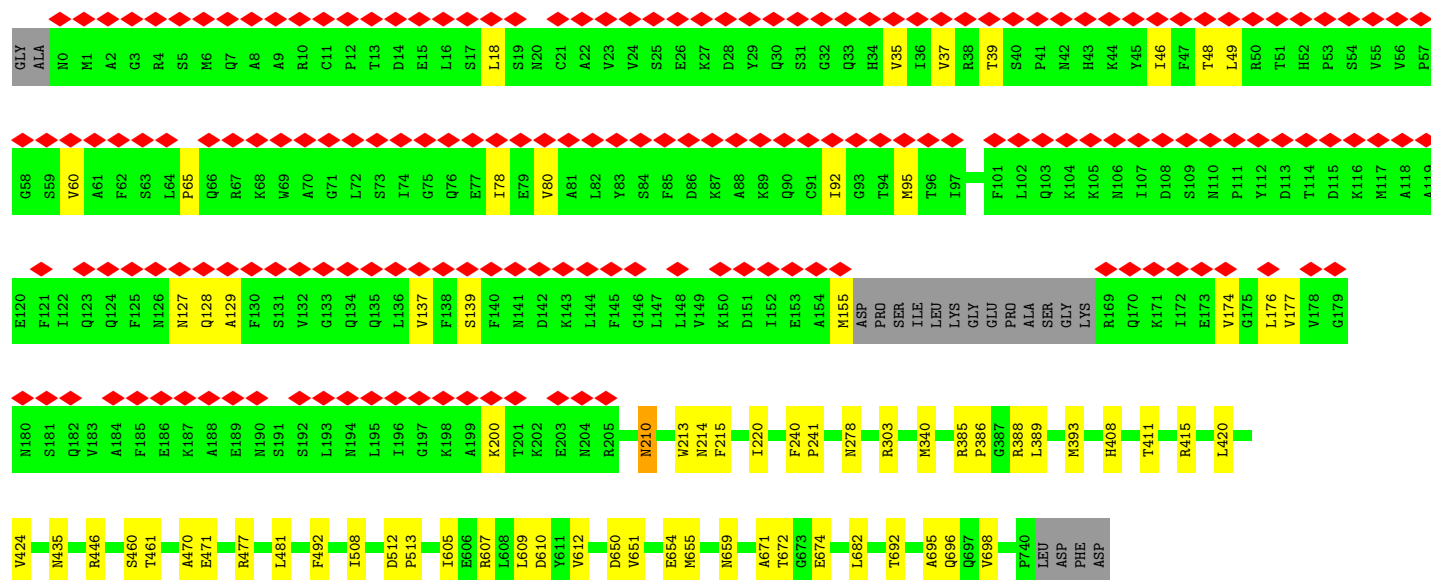 GLY ALA N0 M1 A2 G3 R4 S5 M6 Q7 A8 A9 R10 C11 P12 T13 D14 E15 L16 S17 L18 S19 N20 C21 A22 V23 V24 S25 E26 K27 D28 Y29 Q30 S31 G32 Q33 H34 V35 I36 V37 R38 T39 S40 P41 N42 H43 K44 Y45 I46 F47 T48 L49 R50 T51 H52 P53 S54 V55 V56 P57
G58 S59 V60 A61 F62 S63 L64 P65 Q66 R67 K68 W69 A70 G71 L72 S73 I74 G75 Q76 E77 I78 E79 V80 A81 L82 Y83 S84 F85 D86 K87 A88 K89 Q90 C91 I92 G93 T94 M95 T96 I97 F101 L102 Q103 K104 K105 N106 I107 D108 S109 N110 P111 Y112 D113 T114 D115 K116 M117 A118 A119
E120 F121 I122 Q123 Q124 F125 N126 N127 Q128 A129 F130 S131 V132 G133 Q134 Q135 L136 V137 F138 S139 F140 N141 D142 K143 L144 F145 G146 L147 L148 V149 K150 D151 I152 E153 A154 M155 ASP PRO SER ILE LEU LYS GLY GLU PRO ALA SER GLY LYS R169 Q170 K171 I172 E173 V174 G175 L176 V177 V178 G179
N180 S181 Q182 V183 A184 F185 E186 K187 A188 E189 N190 S191 S192 L193 N194 L195 I196 G197 K198 A199 K200 T201 K202 E203 N204 R205 N210 W213 N214 F215 I220 F240 P241 N278 R303 M340 R385 P386 G387 R388 L389 M393 H408 T411 R415 L420
V424 N435 R446 S460 T461 A470 E471 R477 L481 F492 I508 D512 P513 I605 E606 R607 L608 L609 D610 Y611 V612 D650 V651 E654 M655 N659 A671 T672 G673 E674 L682 T692 A695 Q696 Q697 V698 P740 LEU ASP PHE ASP